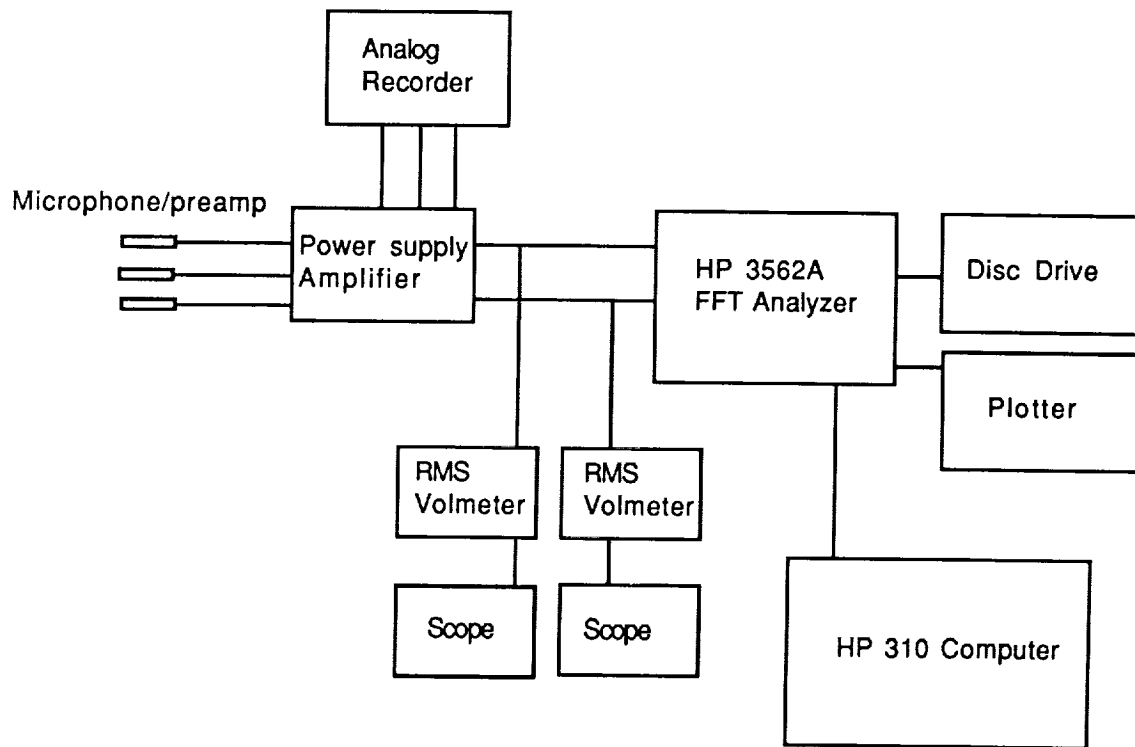 Analog
Recorder
Microphone/preamp
Power supply
Amplifier
HP 3562A
FFT Analyzer
Disc Drive
Plotter
RMS
Volmeter
RMS
Volmeter
Scope
Scope
HP 310 Computer